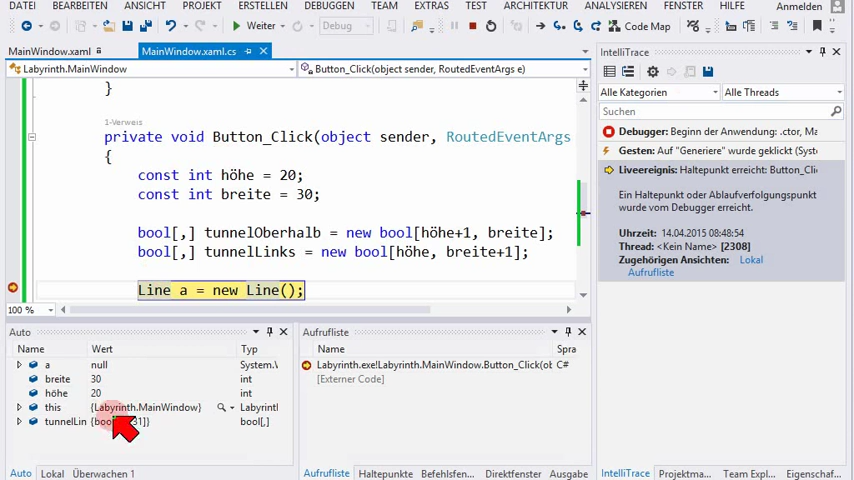 DATEI BEARBEITEN ANSICHT PROJEKT ERSTELLEN DEBUGGEN TEAM EXTRAS TEST ARCHITEKTUR ANALYSIEREN FENSTER HILFE Anmelden
Weiter Debug Code Map
MainWindow.xaml MainWindow.xaml.cs
Labyrinth.MainWindow Button_Click(object sender, RoutedEventArgs e)
}
1-Verweis
private void Button_Click(object sender, RoutedEventArgs
{
const int höhe = 20;
const int breite = 30;
bool[,] tunnelOberhalb = new bool[höhe+1, breite];
bool[,] tunnelLinks = new bool[höhe, breite+1];
Line a = new Line();
100 %
IntelliTrace
Alle Kategorien Alle Threads
Suchen
Debugger: Beginn der Anwendung: .ctor, Ma
Gesten: Auf "Generiere" wurde geklickt (Syste
Liveereignis: Haltepunkt erreicht: Button_Clic
Ein Haltepunkt oder Ablaufverfolgungspunkt
wurde vom Debugger erreicht.
Uhrzeit: 14.04.2015 08:48:54
Thread: <Kein Name> [2308]
Zugehörigen Ansichten: Lokal
Aufrufliste
Auto
Name Wert Typ
a null System.
breite 30 int
höhe 20 int
this {Labyrinth.MainWindow} Labyrint
tunnelLin 31]} bool[,]
Auto Lokal Überwachen 1
Aufrufliste
Name Spra
Labyrinth.exe!Labyrinth.MainWindow.Button_Click(ob C#
[Externer Code]
Aufrufliste Haltepunkte Befehlsfen... Direktfenster Ausgabe
IntelliTrace Projektma... Team Expl... Eigenschaf...